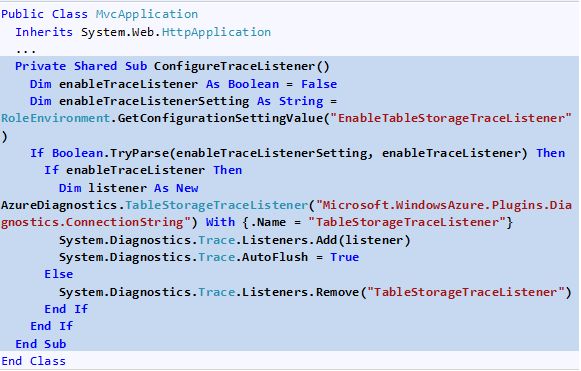 Public Class MvcApplication
Inherits System.Web.HttpApplication
...
Private Shared Sub ConfigureTraceListener()
Dim enableTraceListener As Boolean = False
Dim enableTraceListenerSetting As String =
RoleEnvironment.GetConfigurationSettingValue("EnableTableStorageTraceListener"
)
If Boolean.TryParse(enableTraceListenerSetting, enableTraceListener) Then
If enableTraceListener Then
Dim listener As New
AzureDiagnostics.TableStorageTraceListener("Microsoft.WindowsAzure.Plugins.Dia
gnostics.ConnectionString") With {.Name = "TableStorageTraceListener"}
System.Diagnostics.Trace.Listeners.Add(listener)
System.Diagnostics.Trace.AutoFlush = True
Else
System.Diagnostics.Trace.Listeners.Remove("TableStorageTraceListener")
End If
End If
End Sub
End Class